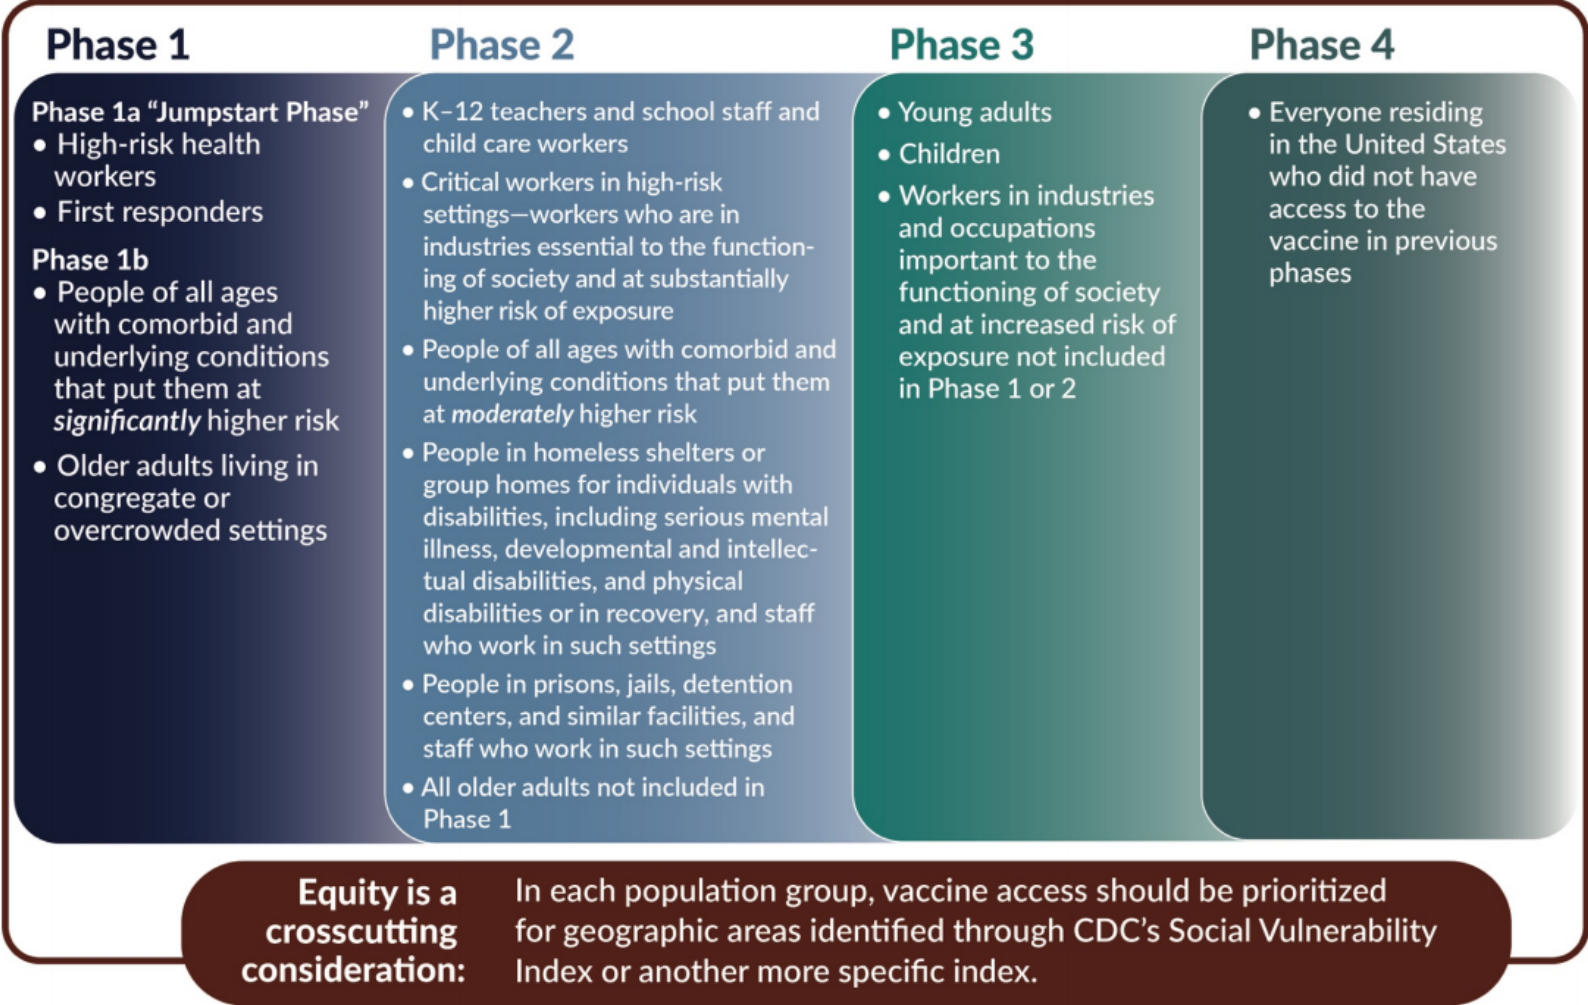 Phase 1
Phase 1a “Jumpstart Phase”
• High-risk health
workers
• First responders
Phase 1b
• People of all ages
with comorbid and
underlying conditions
that put them at
significantly higher risk
• Older adults living in
congregate or
overcrowded settings
Phase 2
• K–12 teachers and school staff and
child care workers
• Critical workers in high-risk
settings—workers who are in
industries essential to the function-
ing of society and at substantially
higher risk of exposure
• People of all ages with comorbid and
underlying conditions that put them
at moderately higher risk
• People in homeless shelters or
group homes for individuals with
disabilities, including serious mental
illness, developmental and intellec-
tual disabilities, and physical
disabilities or in recovery, and staff
who work in such settings
• People in prisons, jails, detention
centers, and similar facilities, and
staff who work in such settings
• All older adults not included in
Phase 1
Phase 3
• Young adults
• Children
• Workers in industries
and occupations
important to the
functioning of society
and at increased risk of
exposure not included
in Phase 1 or 2
Phase 4
• Everyone residing
in the United States
who did not have
access to the
vaccine in previous
phases
Equity is a
crosscutting
consideration:
In each population group, vaccine access should be prioritized
for geographic areas identified through CDC’s Social Vulnerability
Index or another more specific index.